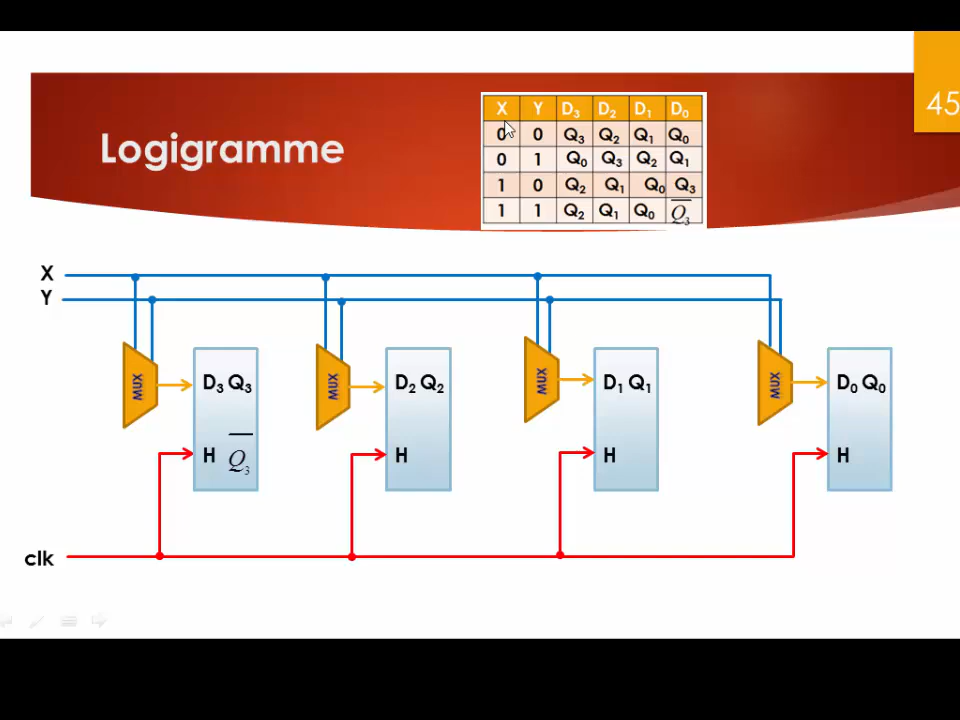 45
Logigramme
X Y D₃ D₂ D₁ D₀
0 0 Q₃ Q₂ Q₁ Q₀
0 1 Q₀ Q₃ Q₂ Q₁
1 0 Q₂ Q₁ Q₀ Q₃
1 1 Q₂ Q₁ Q₀ Q̅₃
X
Y
MUX D₃ Q₃ MUX D₂ Q₂ MUX D₁ Q₁ MUX D₀ Q₀
H Q̅₃ H H H
clk